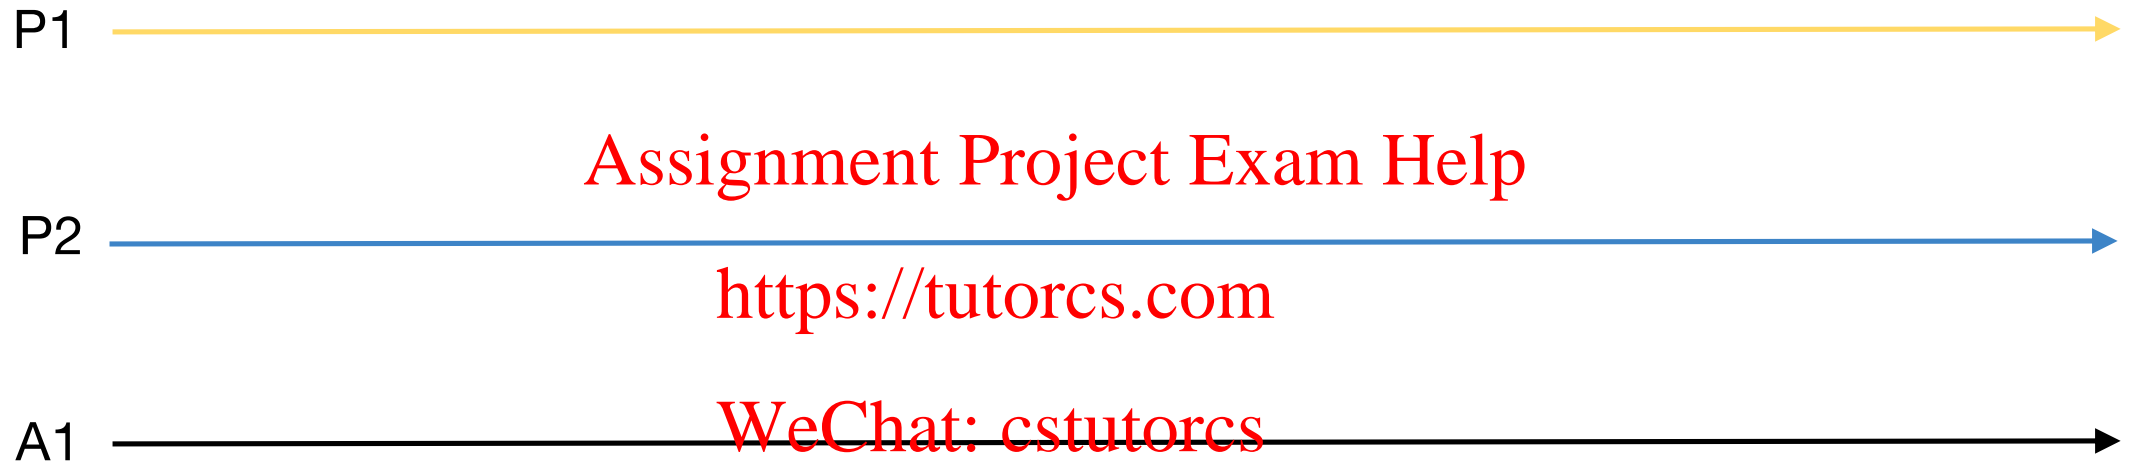 P1
Assignment Project Exam Help
P2
https://tutorcs.com
WeChat: cstutorcs
A1